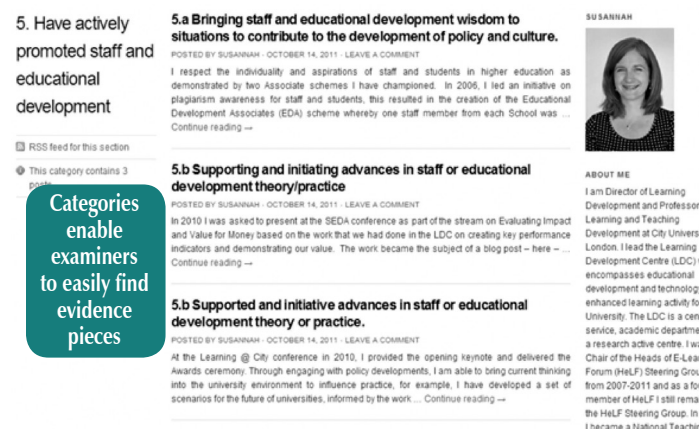 5. Have actively
promoted staff and
educational
development
RSS feed for this section
This category contains 3
posts
Categories
enable
examiners
to easily find
evidence
pieces
5.a Bringing staff and educational development wisdom to
situations to contribute to the development of policy and culture.
POSTED BY SUSANNAH · OCTOBER 14, 2011 · LEAVE A COMMENT
I respect the individuality and aspirations of staff and students in higher education as
demonstrated by two Associate schemes I have championed. In 2006, I led an initiative on
plagiarism awareness for staff and students, this resulted in the creation of the Educational
Development Associates (EDA) scheme whereby one staff member from each School was ...
Continue reading →
5.b Supporting and initiating advances in staff or educational
development theory/practice
POSTED BY SUSANNAH · OCTOBER 14, 2011 · LEAVE A COMMENT
In 2010 I was asked to present at the SEDA conference as part of the stream on Evaluating Impact
and Value for Money based on the work that we had done in the LDC on creating key performance
indicators and demonstrating our value. The work became the subject of a blog post – here – ...
Continue reading →
5.b Supported and initiative advances in staff or educational
development theory or practice.
POSTED BY SUSANNAH · OCTOBER 14, 2011 · LEAVE A COMMENT
At the Learning @ City conference in 2010, I provided the opening keynote and delivered the
Awards ceremony. Through engaging with policy developments, I am able to bring current thinking
into the university environment to influence practice, for example, I have developed a set of
scenarios for the future of universities, informed by the work ... Continue reading →
SUSANNAH
ABOUT ME
I am Director of Learning
Development and Professor
Learning and Teaching
Development at City Univers
London. I lead the Learning
Development Centre (LDC)
encompasses educational
development and technology
enhanced learning activity fo
University. The LDC is a cen
service, academic departme
a research active centre. I wa
Chair of the Heads of E-Lea
Forum (HeLF) Steering Grou
from 2007-2011 and as a fo
member of HeLF I still rema
the HeLF Steering Group. In
I became a National Teachin